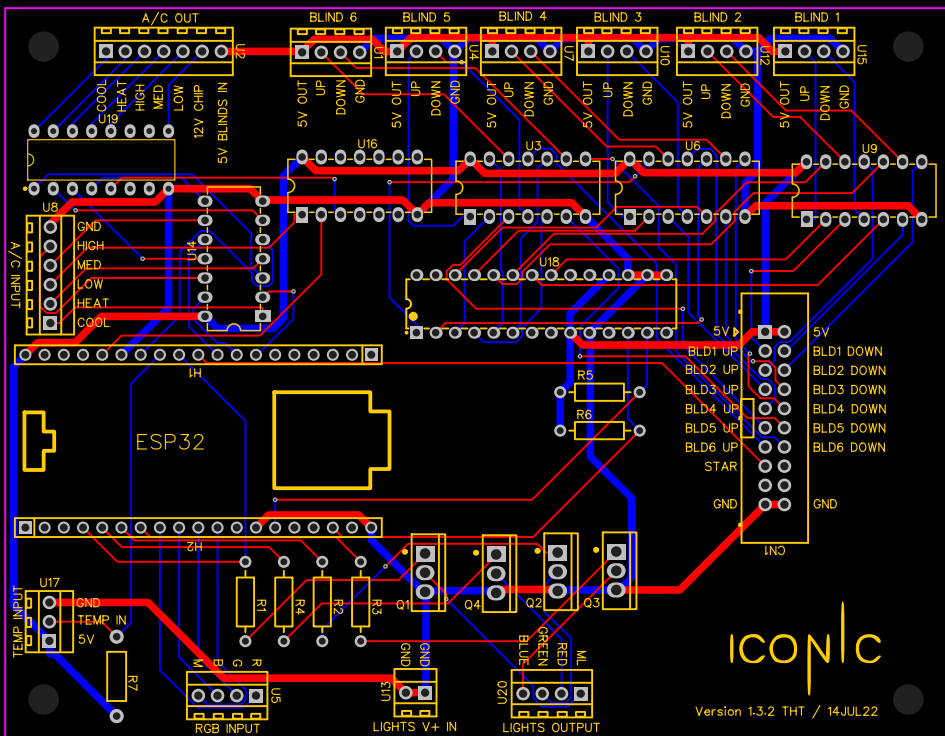 A/C OUT
BLIND 6
BLIND 5
BLIND 4
BLIND 3
BLIND 2
BLIND 1
U2
U1
U4
U7
U10
U12
U15
COOL
HEAT
HIGH
MED
LOW
12V CHIP
5V BLINDS IN
5V OUT
UP
DOWN
GND
5V OUT
UP
DOWN
GND
5V OUT
UP
DOWN
GND
5V OUT
UP
DOWN
GND
5V OUT
UP
DOWN
GND
5V OUT
UP
DOWN
GND
U19
U16
U3
U6
U9
U8
A/C INPUT
GND
HIGH
MED
LOW
HEAT
COOL
U14
U18
5V
5V
BLD1 UP
BLD1 DOWN
BLD2 UP
BLD2 DOWN
BLD3 UP
BLD3 DOWN
BLD4 UP
BLD4 DOWN
BLD5 UP
BLD5 DOWN
BLD6 UP
BLD6 DOWN
STAR
GND
GND
CN1
H1
R5
R6
ESP32
H2
U17
TEMP INPUT
GND
TEMP IN
5V
R1
R4
R2
R3
Q1
Q4
Q2
Q3
R7
M
B
G
R
U5
RGB INPUT
GND
GND
U13
LIGHTS V+ IN
BLUE
GREEN
RED
ML
U20
LIGHTS OUTPUT
ICONIC
Version 1.3.2 THT / 14JUL22